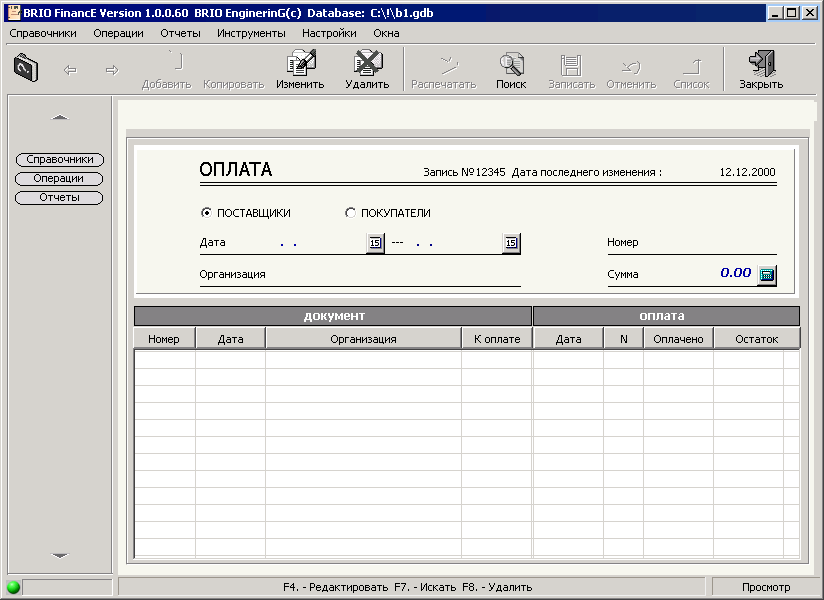 BRIO FinancE Version 1.0.0.60 BRIO EnginerinG(c) Database: C:\!\b1.gdb
Справочники Операции Отчеты Инструменты Настройки Окна
Добавить Копировать Изменить Удалить Распечатать Поиск Записать Отменить Список Закрыть
Справочники
Операции
Отчеты
ОПЛАТА Запись №12345 Дата последнего изменения : 12.12.2000
ПОСТАВЩИКИ ПОКУПАТЕЛИ
Дата . . 15 --- . . 15 Номер
Организация Сумма 0.00
документ оплата
Номер Дата Организация К оплате Дата N Оплачено Остаток
F4. - Редактировать F7. - Искать F8. - Удалить Просмотр